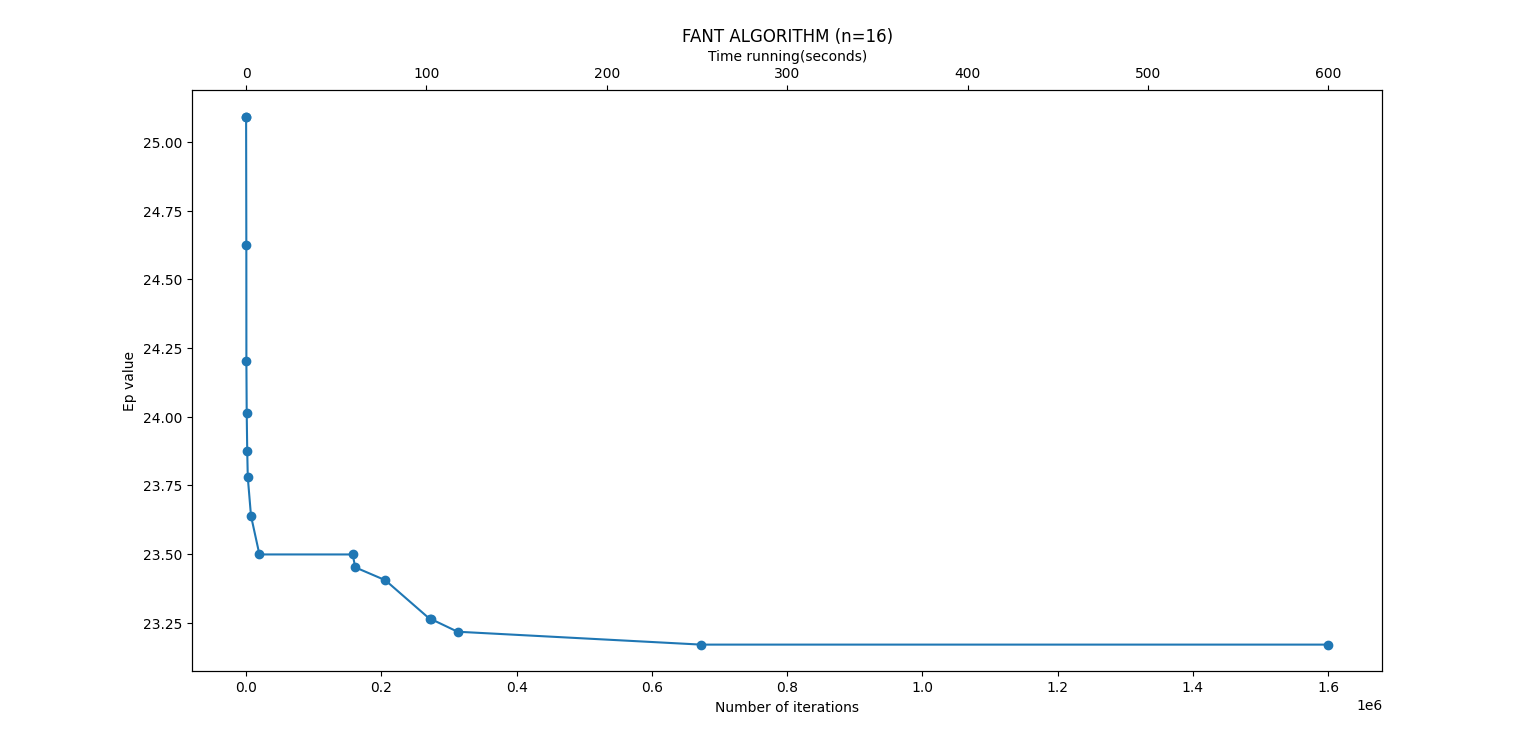 FANT ALGORITHM (n=16)
Time running(seconds)
0 100 200 300 400 500 600
25.00
24.75
24.50
24.25
24.00
23.75
23.50
23.25
Ep value
0.0 0.2 0.4 0.6 0.8 1.0 1.2 1.4 1.6
1e6
Number of iterations